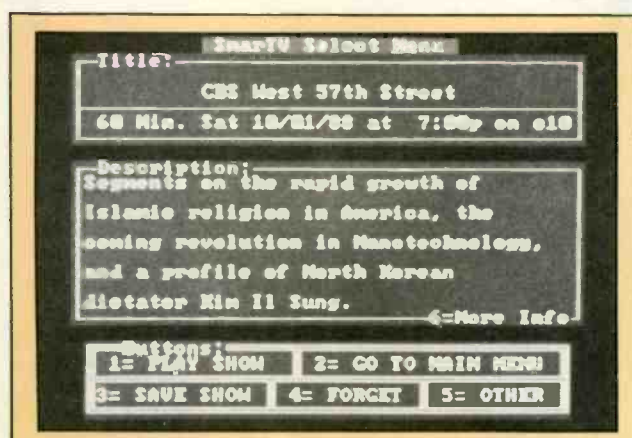 SmarTV Select Menu
Title:
CBS West 57th Street
60 Min. Sat 10/01/88 at 7:00p on c10
Description:
Segments on the rapid growth of
Islamic religion in America, the
coming revolution in Nanotechnology,
and a profile of North Korean
dictator Kim Il Sung.
6=More Info
Buttons:
1= PLAY SHOW 2= GO TO MAIN MENU
3= SAVE SHOW 4= FORGET 5= OTHER